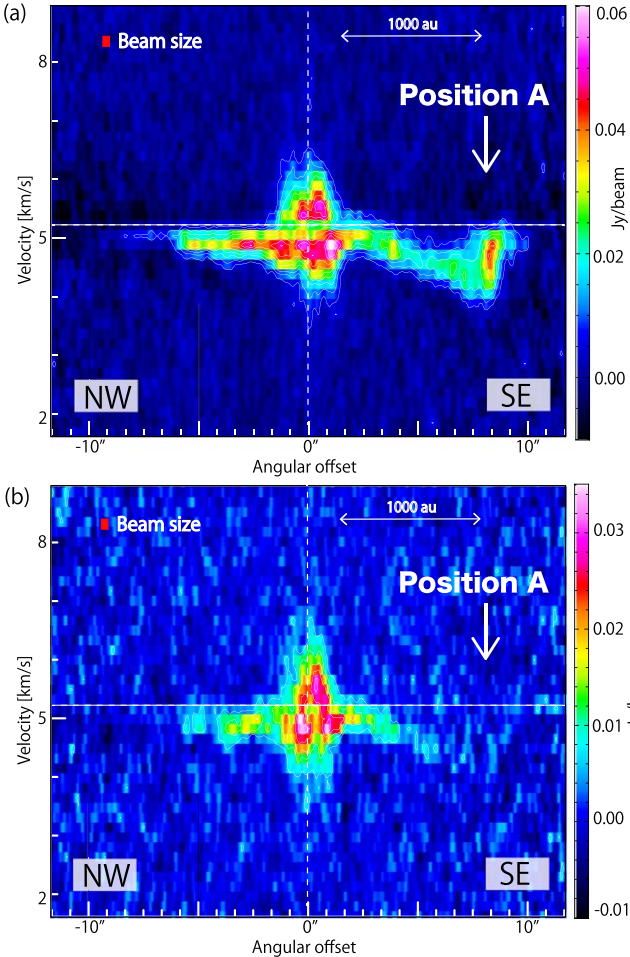 (a)
Beam size
1000 au
Position A
0.06
0.04
0.02
0.00
Jy/beam
8
5
2
Velocity [km/s]
NW
SE
-10”
0”
10”
Angular offset
(b)
Beam size
1000 au
Position A
0.03
0.02
0.01
0.00
-0.01
8
5
2
Velocity [km/s]
NW
SE
-10”
0”
10”
Angular offset